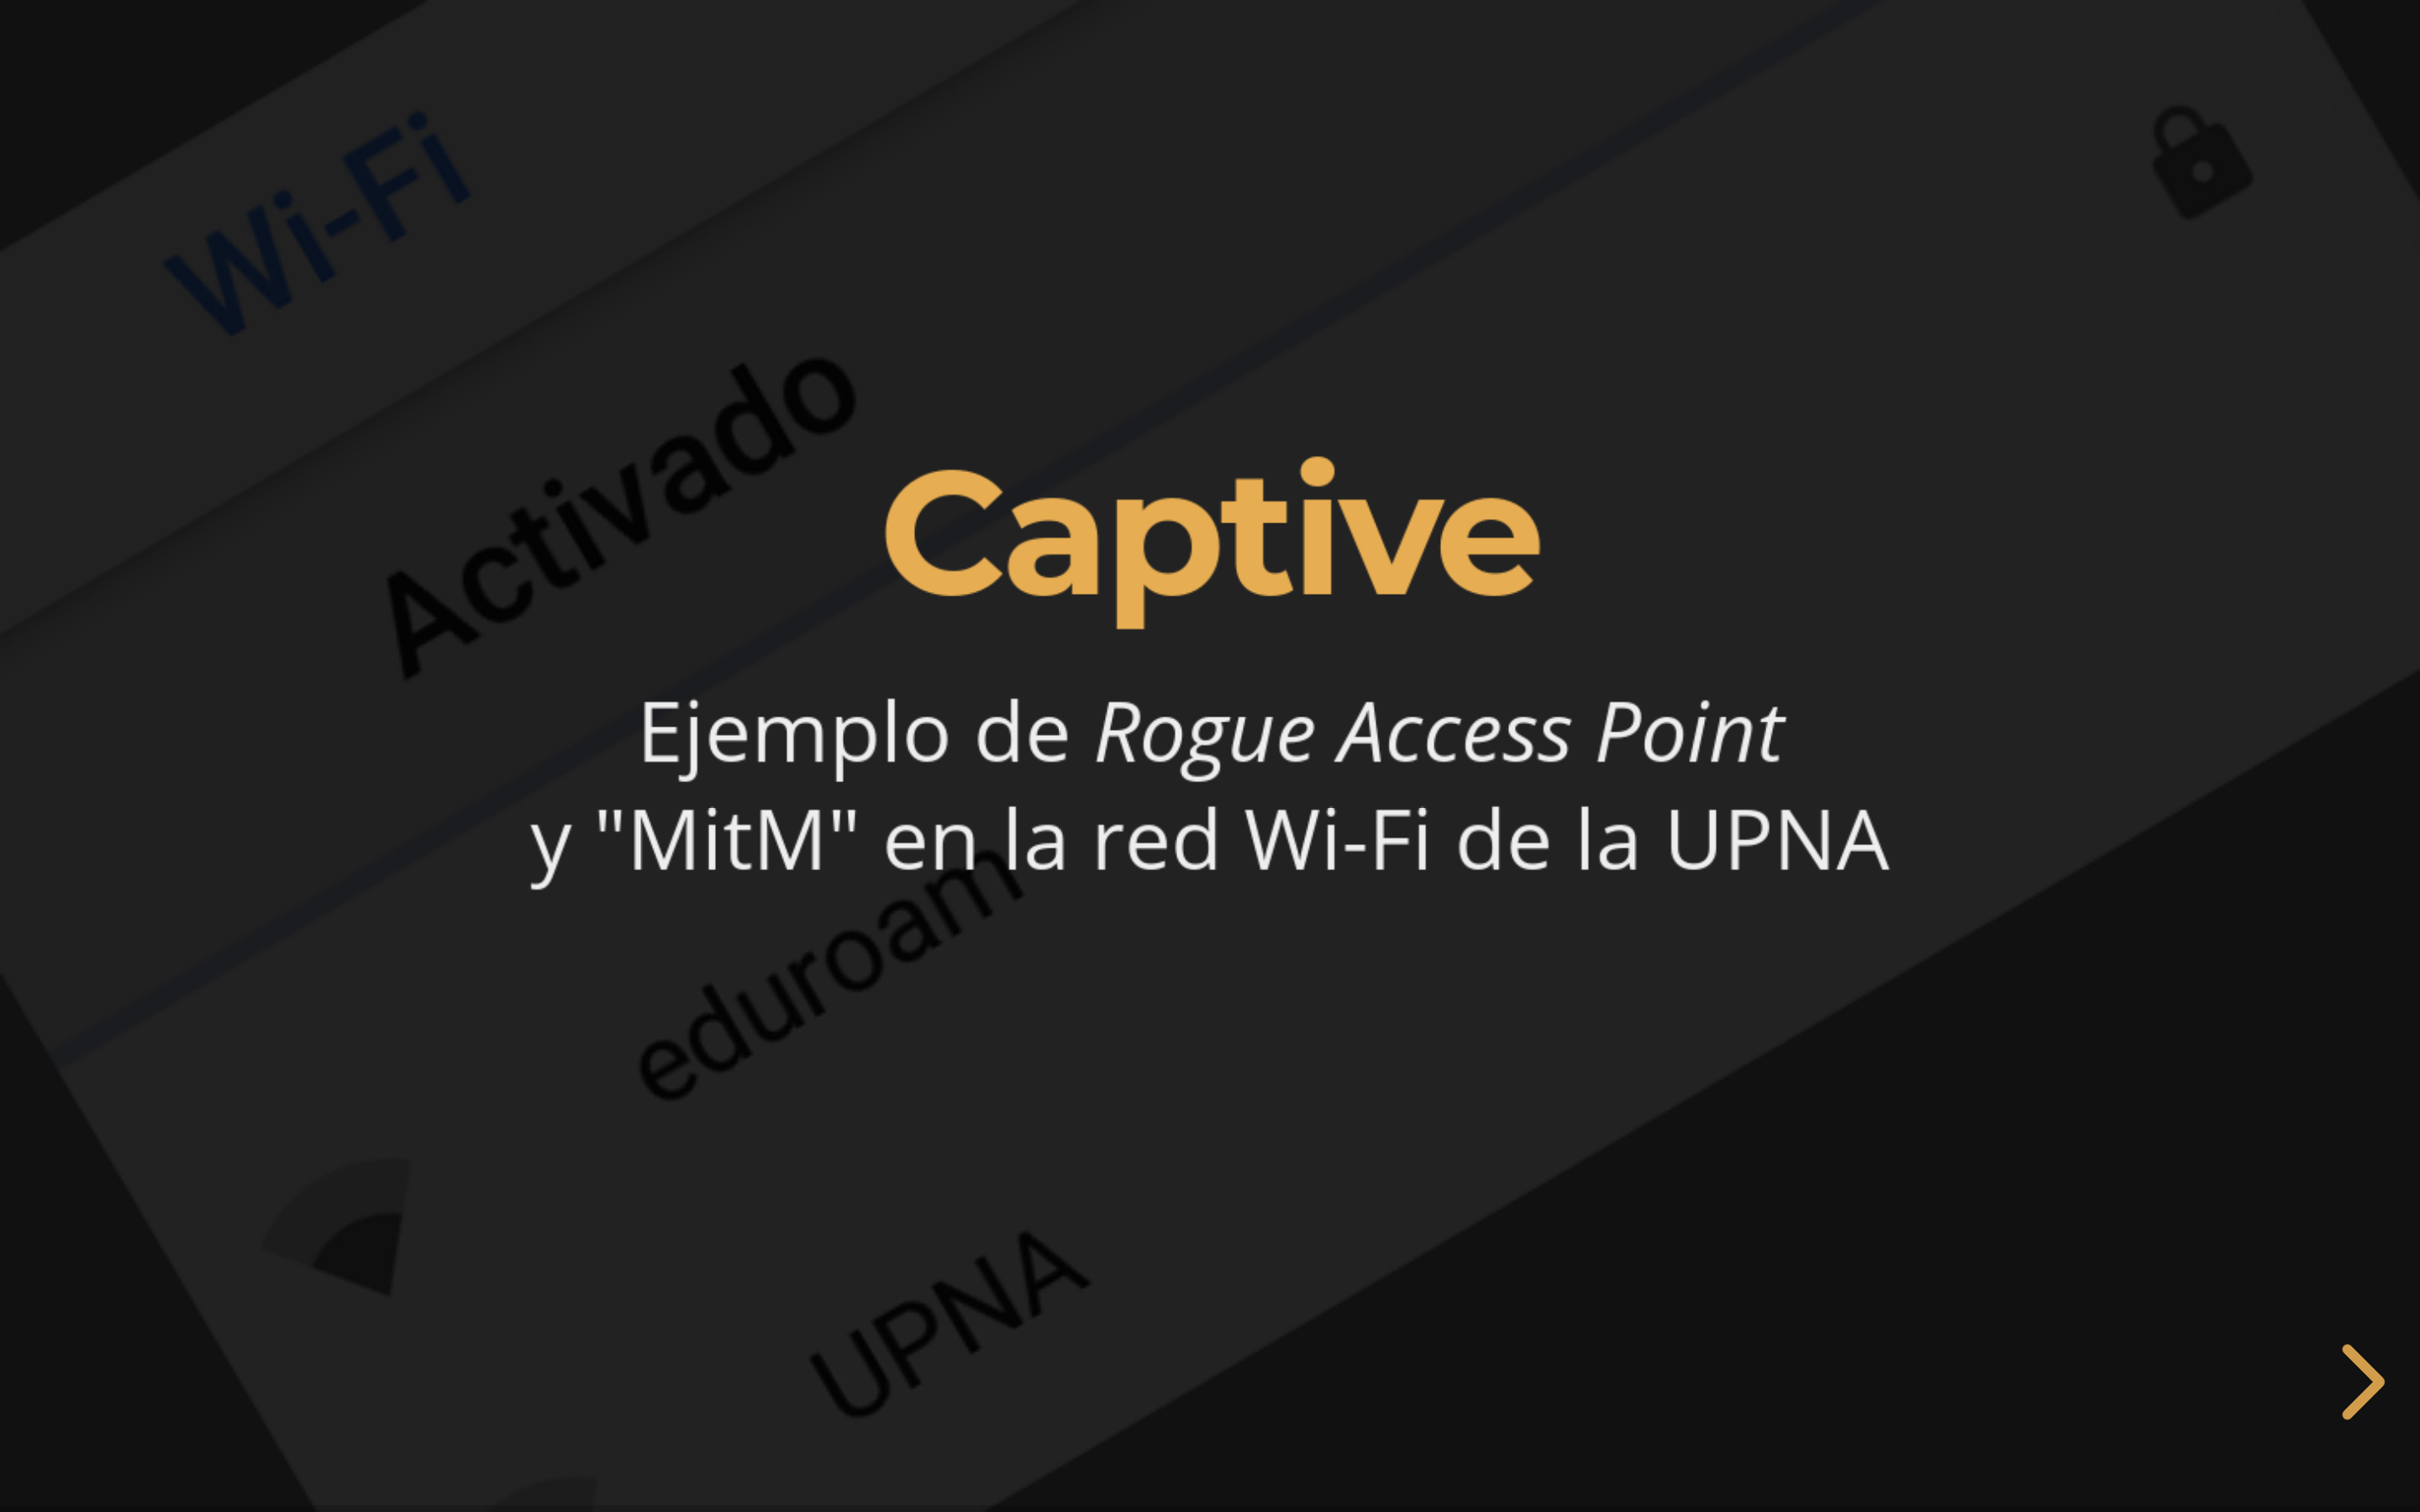 Wi-Fi
Activado
Captive
Ejemplo de Rogue Access Point
y "MitM" en la red Wi-Fi de la UPNA
eduroam
UPNA